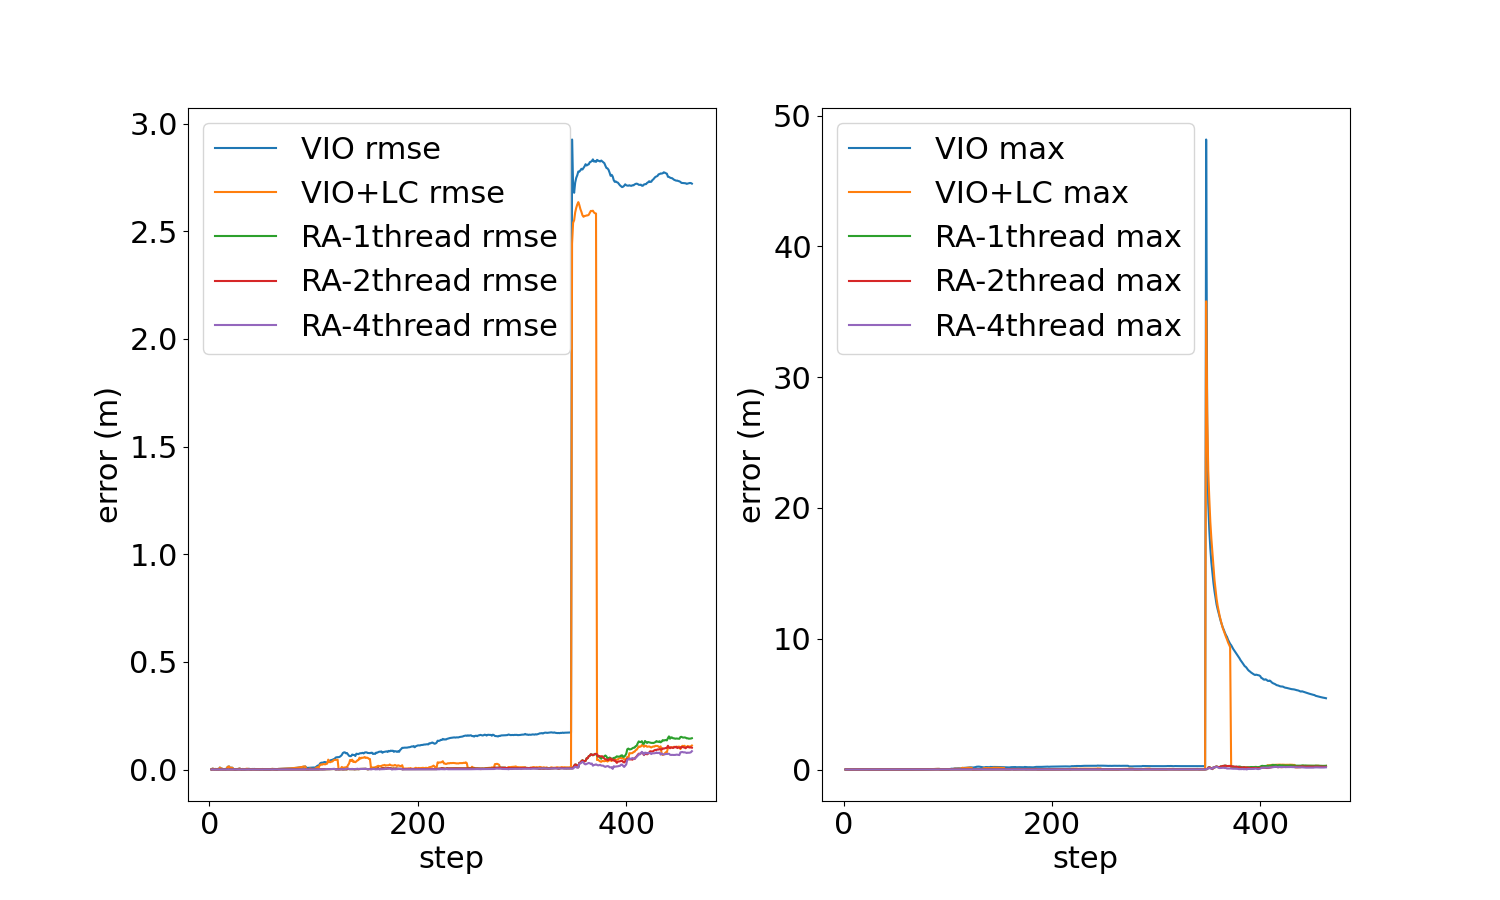 3.0
2.5
2.0
1.5
1.0
0.5
0.0
error (m)
VIO rmse
VIO+LC rmse
RA-1thread rmse
RA-2thread rmse
RA-4thread rmse
0
200
400
step
50
40
30
20
10
0
error (m)
VIO max
VIO+LC max
RA-1thread max
RA-2thread max
RA-4thread max
0
200
400
step